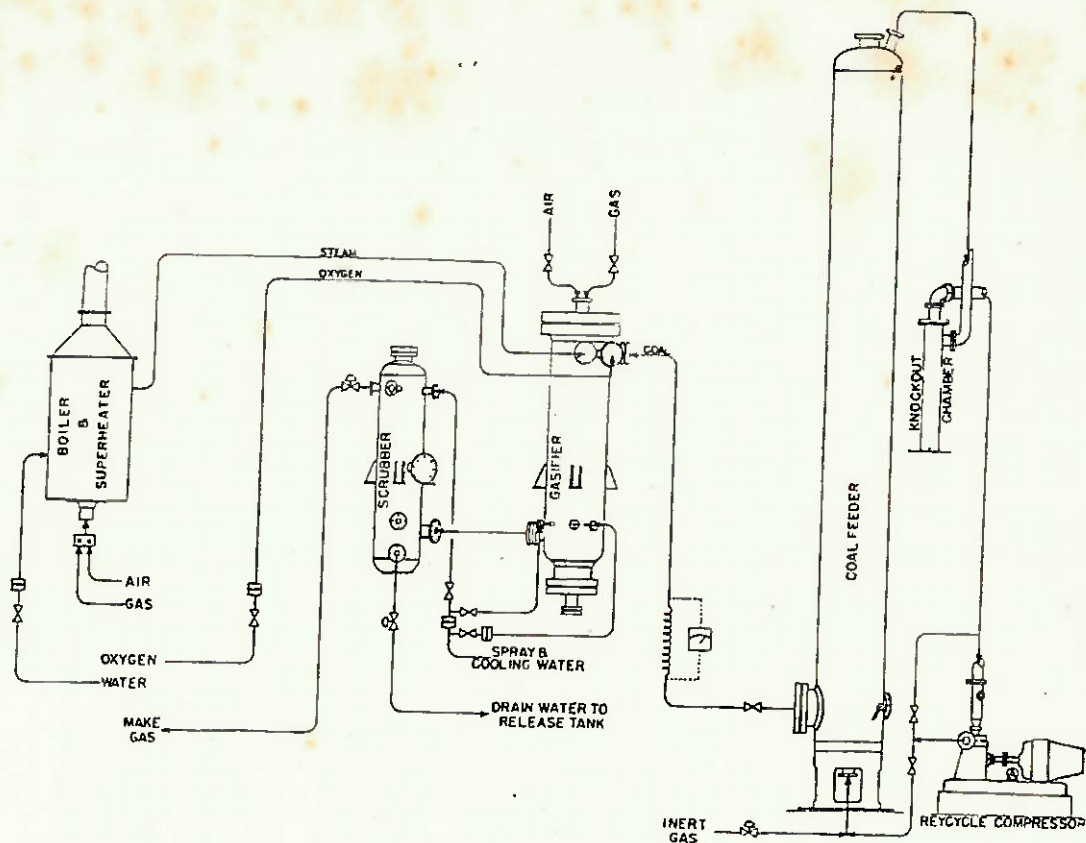 AIR
GAS
STEAM
OXYGEN
COAL
BOILER
&
SUPERHEATER
SCRUBBER
GASIFIER
COAL FEEDER
KNOCKOUT
CHAMBER
AIR
GAS
OXYGEN
WATER
MAKE
GAS
SPRAY &
COOLING WATER
DRAIN WATER TO
RELEASE TANK
INERT
GAS
REYCYCLE COMPRESSOR